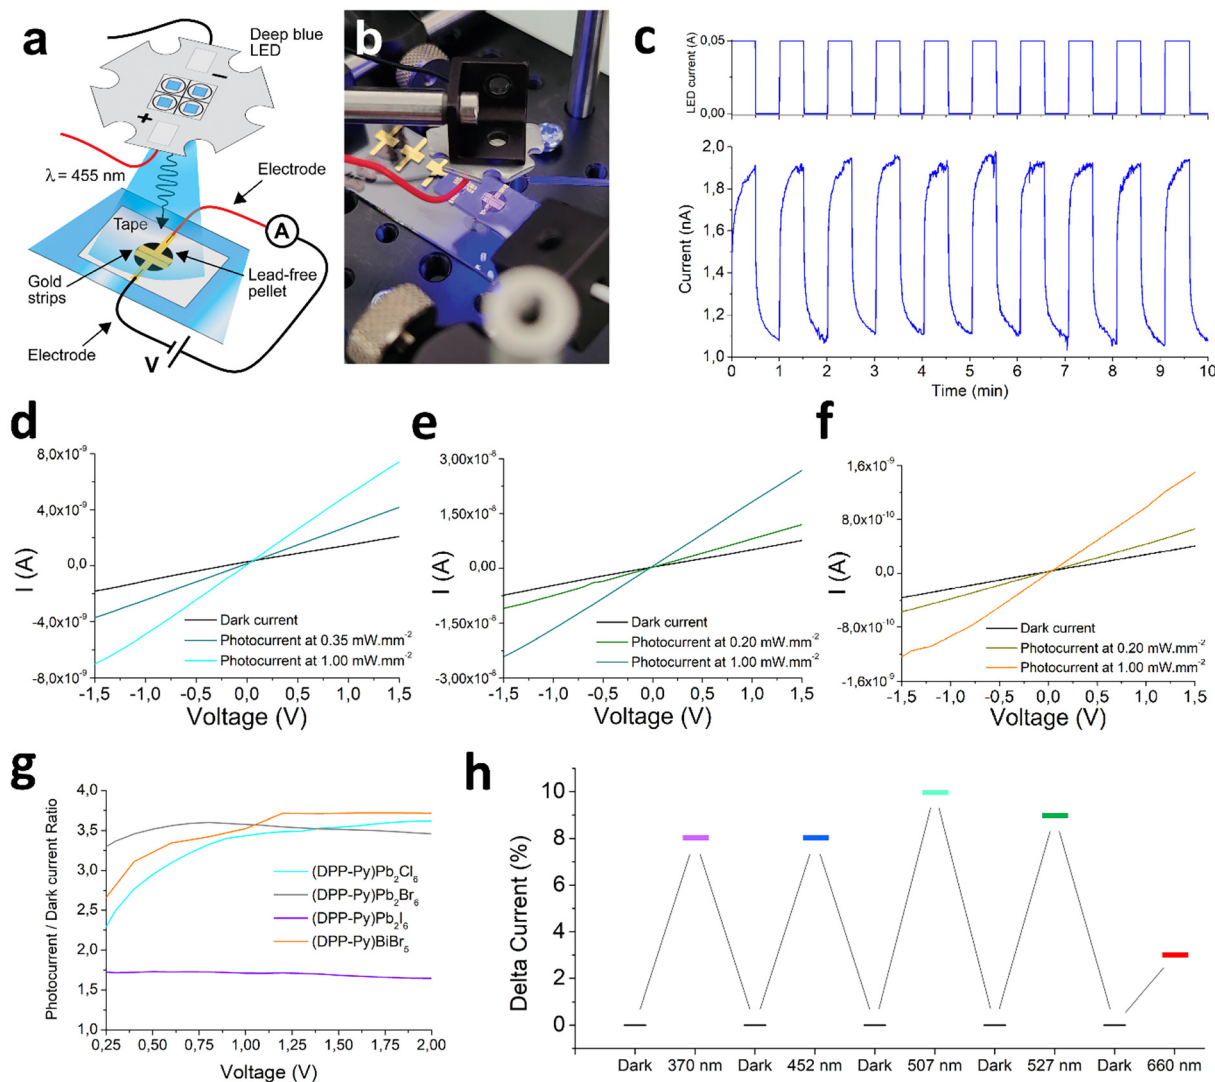 a
Deep blue
LED
−
+
λ = 455 nm
Electrode
Tape
A
Gold
strips
Lead-free
pellet
Electrode
V
b
c
LED current (A)
0,05
0,00
Current (nA)
2,0
1,8
1,6
1,4
1,2
1,0
0 1 2 3 4 5 6 7 8 9 10
Time (min)
d
I (A)
8,0x10⁻⁹
4,0x10⁻⁹
0,0
-4,0x10⁻⁹
-8,0x10⁻⁹
Dark current
Photocurrent at 0.35 mW.mm⁻²
Photocurrent at 1.00 mW.mm⁻²
-1,5 -1,0 -0,5 0,0 0,5 1,0 1,5
Voltage (V)
e
I (A)
3,00x10⁻⁸
1,50x10⁻⁸
0,00
-1,50x10⁻⁸
-3,00x10⁻⁸
Dark current
Photocurrent at 0.20 mW.mm⁻²
Photocurrent at 1.00 mW.mm⁻²
-1,5 -1,0 -0,5 0,0 0,5 1,0 1,5
Voltage (V)
f
I (A)
1,6x10⁻⁹
8,0x10⁻¹⁰
0,0
-8,0x10⁻¹⁰
-1,6x10⁻⁹
Dark current
Photocurrent at 0.20 mW.mm⁻²
Photocurrent at 1.00 mW.mm⁻²
-1,5 -1,0 -0,5 0,0 0,5 1,0 1,5
Voltage (V)
g
Photocurrent / Dark current Ratio
4,0
3,5
3,0
2,5
2,0
1,5
1,0
(DPP-Py)Pb₂Cl₆
(DPP-Py)Pb₂Br₆
(DPP-Py)Pb₂I₆
(DPP-Py)BiBr₅
0,25 0,50 0,75 1,00 1,25 1,50 1,75 2,00
Voltage (V)
h
Delta Current (%)
10
8
6
4
2
0
Dark 370 nm Dark 452 nm Dark 507 nm Dark 527 nm Dark 660 nm